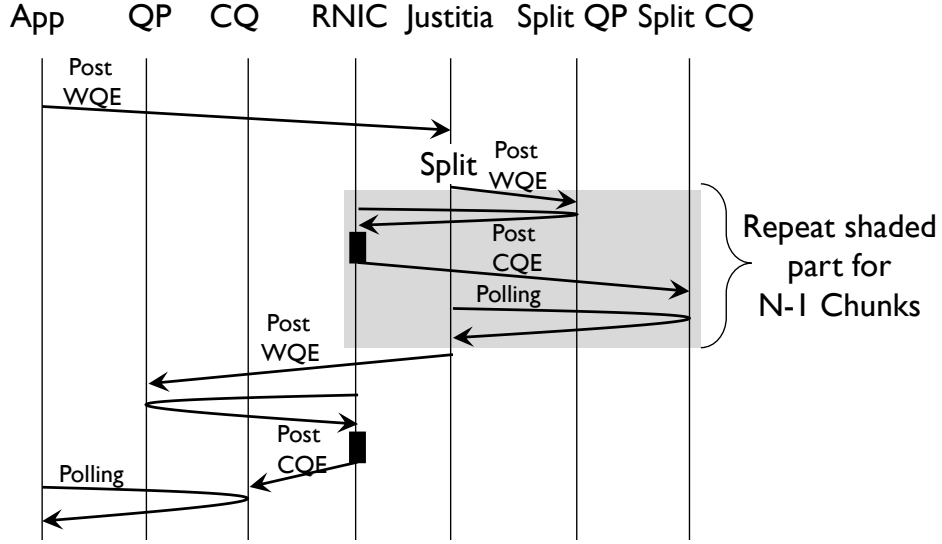 App QP CQ RNIC Justitia Split QP Split CQ
Post
WQE
Split
Post
WQE
Post
CQE
Polling
Repeat shaded
part for
N-1 Chunks
Post
WQE
Post
CQE
Polling